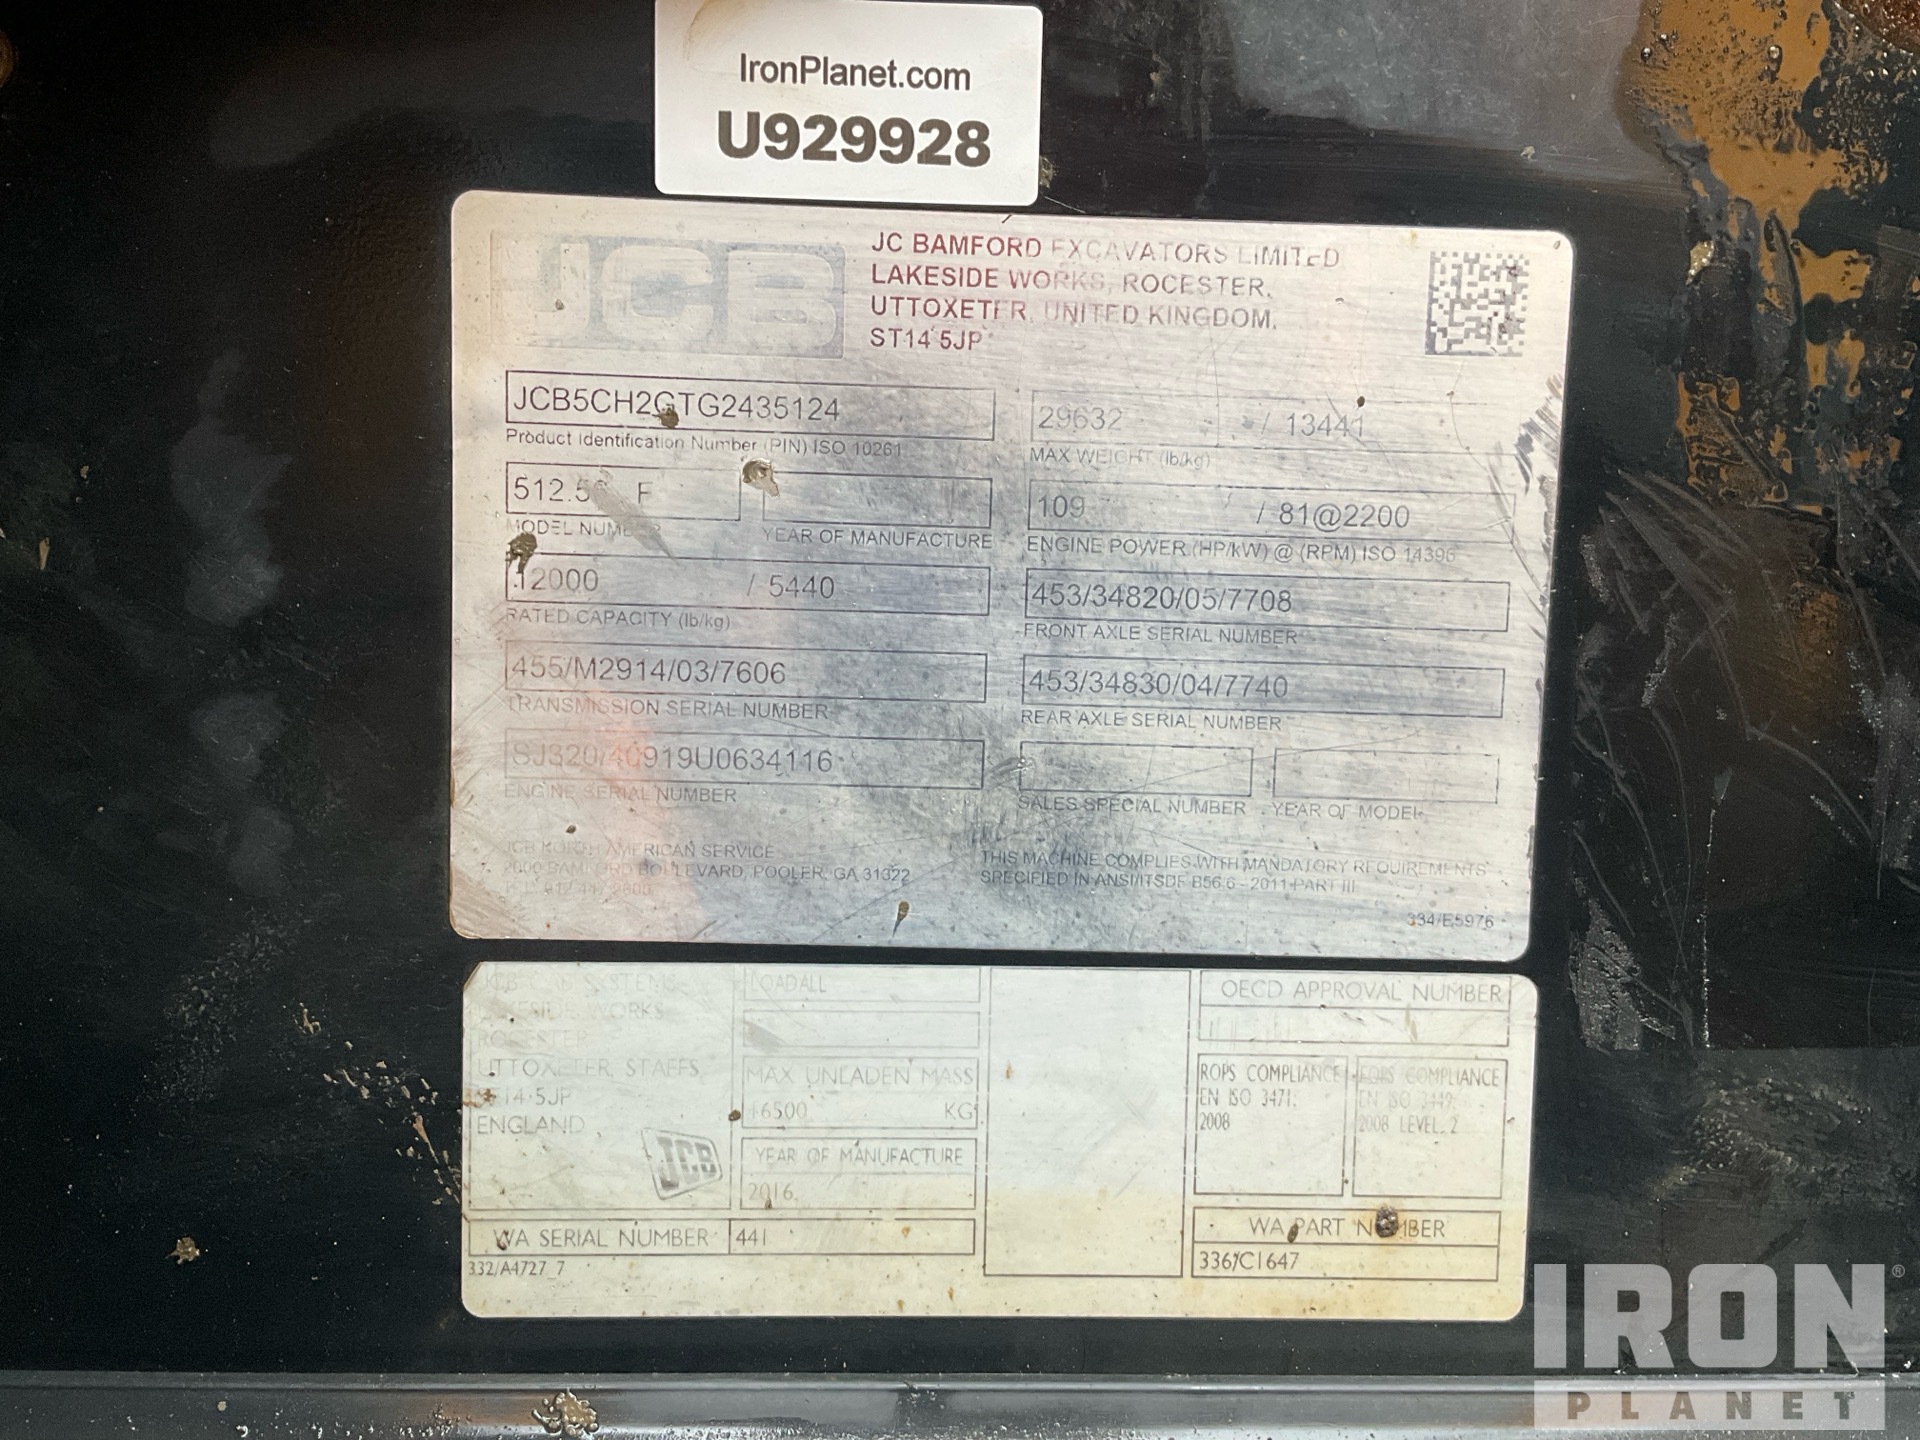 IronPlanet.com
U929928
JCB
JC BAMFORD EXCAVATORS LIMITED
LAKESIDE WORKS, ROCESTER,
UTTOXETER, UNITED KINGDOM,
ST14 5JP
JCB5CH2GTG2435124
Product Identification Number (PIN) ISO 10261
29632 / 13441
MAX WEIGHT (lb/kg)
F
MODEL NUMBER
YEAR OF MANUFACTURE
109 / 81@2200
ENGINE POWER (HP/kW) @ (RPM) ISO 14396
12000 / 5440
RATED CAPACITY (lb/kg)
453/34820/05/7708
FRONT AXLE SERIAL NUMBER
455/M2914/03/7606
TRANSMISSION SERIAL NUMBER
453/34830/04/7740
REAR AXLE SERIAL NUMBER
SJ320/40919U0634116
ENGINE SERIAL NUMBER
SALES SPECIAL NUMBER
YEAR OF MODEL
JCB NORTH AMERICAN SERVICE
2000 BAMFORD BOULEVARD, POOLER, GA 31322
THIS MACHINE COMPLIES WITH MANDATORY REQUIREMENTS
SPECIFIED IN ANSI/ITSDF B56.6 - 2011 PART III
334/E5976
JCB CAB SYSTEMS
LAKESIDE WORKS
ROCESTER
UTTOXETER, STAFFS,
ST14 5JP
ENGLAND
JCB
LOADALL
MAX UNLADEN MASS
16500 KG
YEAR OF MANUFACTURE
2016
WA SERIAL NUMBER 441
332/A4727_7
OECD APPROVAL NUMBER
ROPS COMPLIANCE
EN ISO 3471:
2008
FOPS COMPLIANCE
EN ISO 3449:
2008 LEVEL 2
WA PART NUMBER
336/C1647
IRON
PLANET